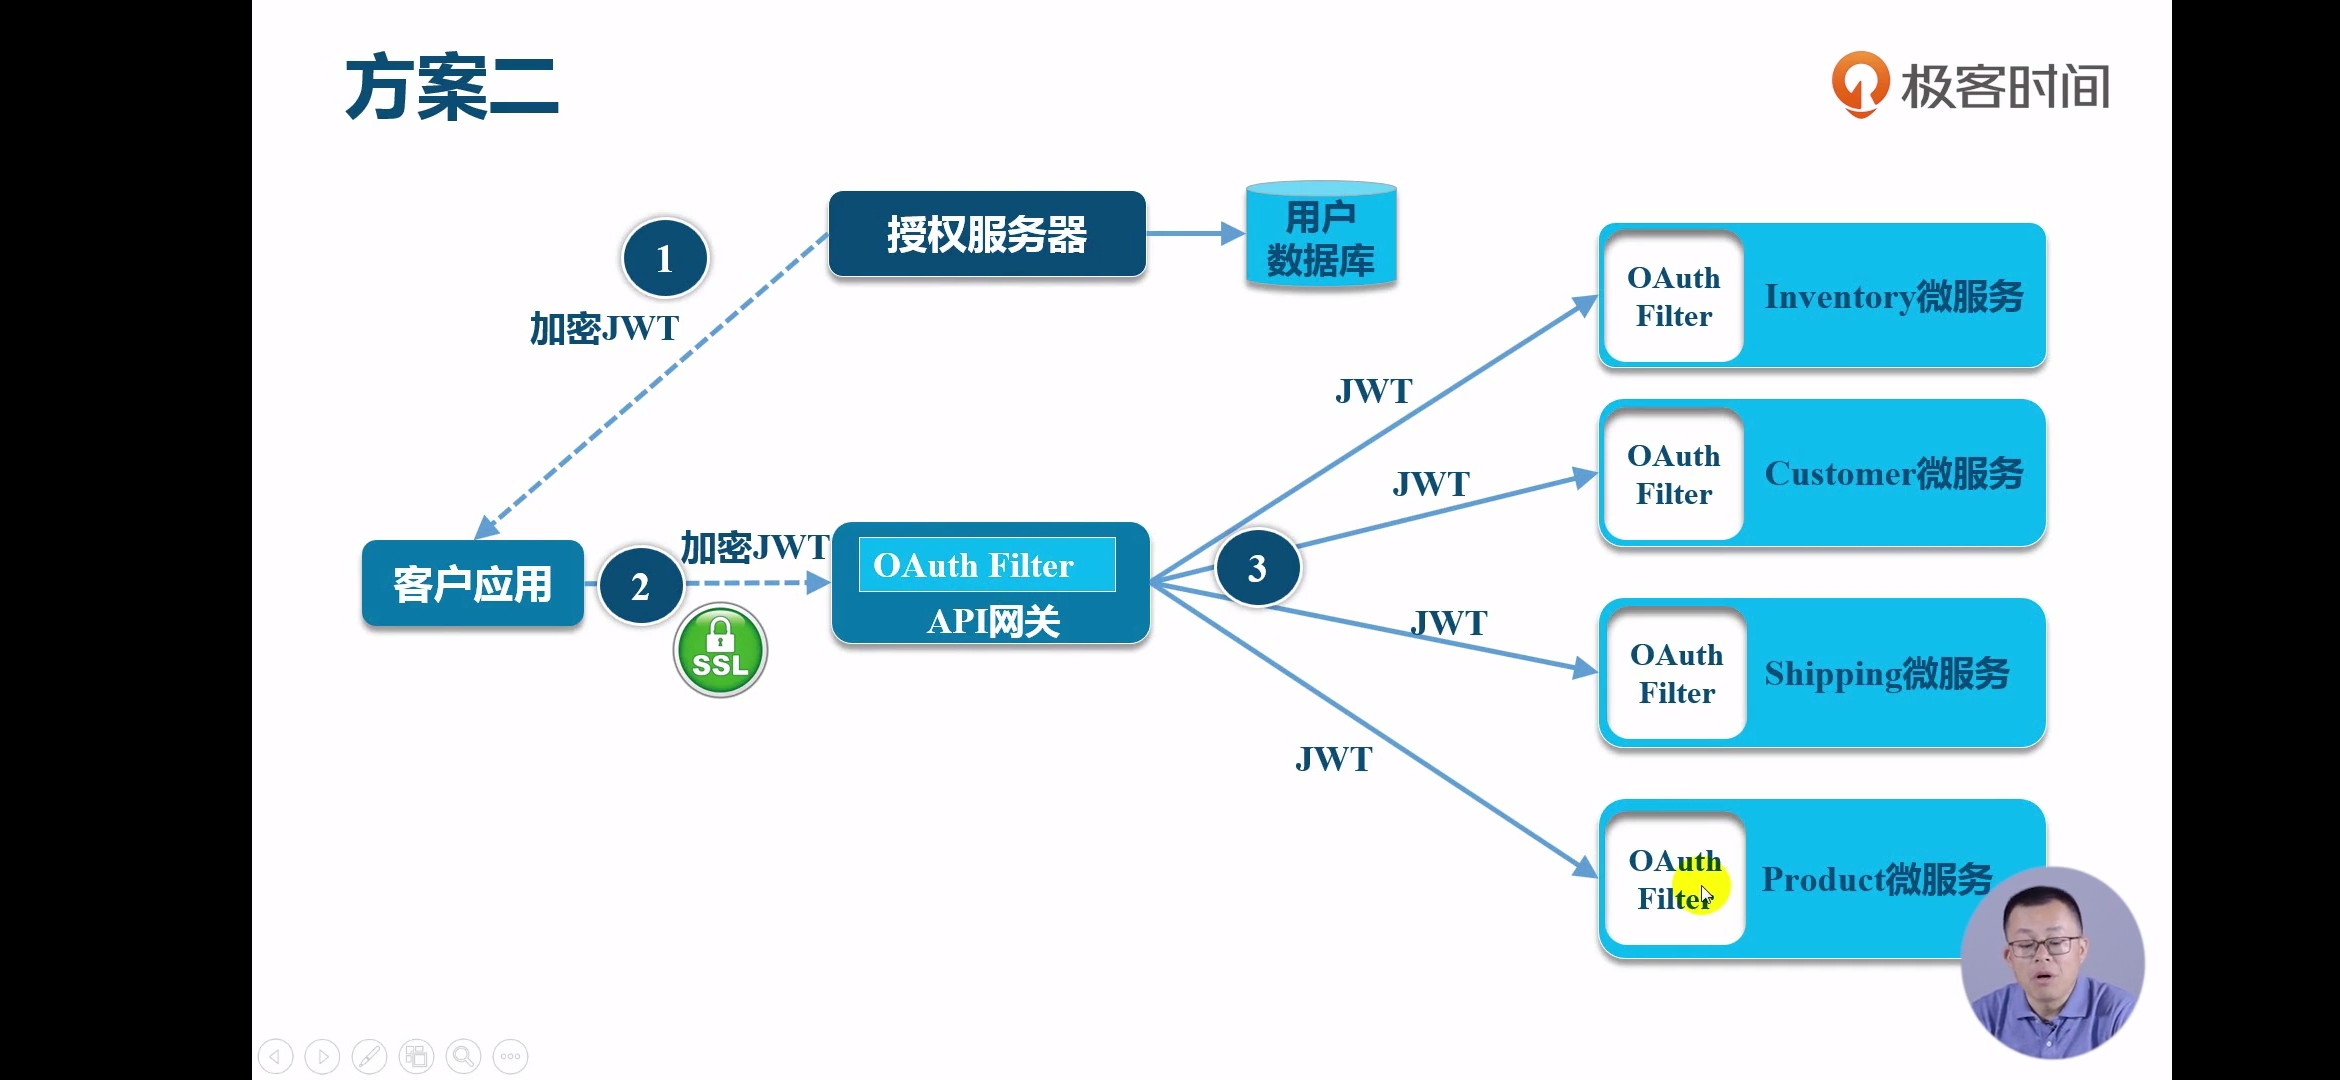 方案二
极客时间
授权服务器
用户
数据库
1
加密JWT
OAuth
Filter
Inventory微服务
JWT
OAuth
Filter
Customer微服务
JWT
客户应用
2
加密JWT
SSL
OAuth Filter
API网关
3
JWT
OAuth
Filter
Shipping微服务
JWT
OAuth
Filter
Product微服务